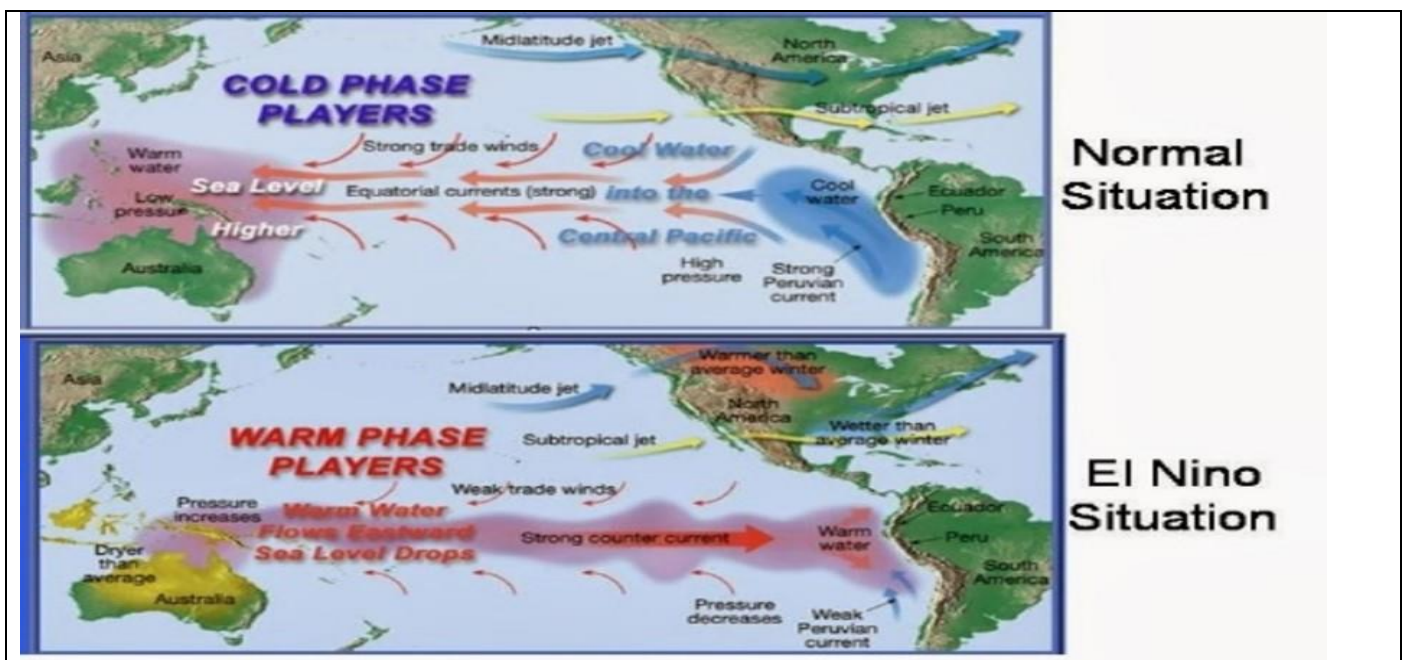 Asia
Midlatitude jet
North
America
COLD PHASE
PLAYERS
Subtropical jet
Normal
Situation
Strong trade winds
Cool Water
Warm
water
Sea Level
Equatorial currents (strong)
into the
Cool
water
Ecuador
Low
pressure
Peru
Higher
Central Pacific
South
America
Australia
High
pressure
Strong
Peruvian
current
Warmer than
average winter
Asia
Midlatitude jet
North
America
WARM PHASE
PLAYERS
Subtropical jet
Wetter than
average winter
El Nino
Situation
Weak trade winds
Pressure
increases
Warm Water
Flows Eastward
Sea Level Drops
Strong counter current
Warm
water
Ecuador
Peru
Dryer
than
average
South
America
Australia
Pressure
decreases
Weak
Peruvian
current